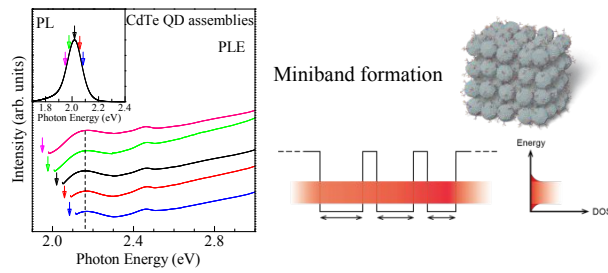 PL
CdTe QD assemblies
PLE
1.8 2.0 2.2 2.4
Photon Energy (eV)
Intensity (arb. units)
2.0 2.4 2.8
Photon Energy (eV)
Miniband formation
Energy
DOS